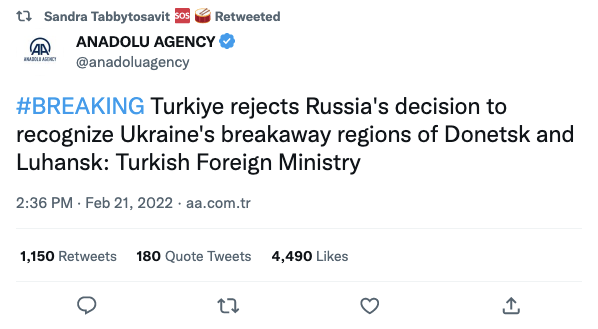 Sandra Tabbytosavit 🆘 🥁 Retweeted
AA
ANADOLU AGENCY
ANADOLU AGENCY
@anadoluagency
#BREAKING Turkiye rejects Russia's decision to
recognize Ukraine's breakaway regions of Donetsk and
Luhansk: Turkish Foreign Ministry
2:36 PM · Feb 21, 2022 · aa.com.tr
1,150 Retweets 180 Quote Tweets 4,490 Likes